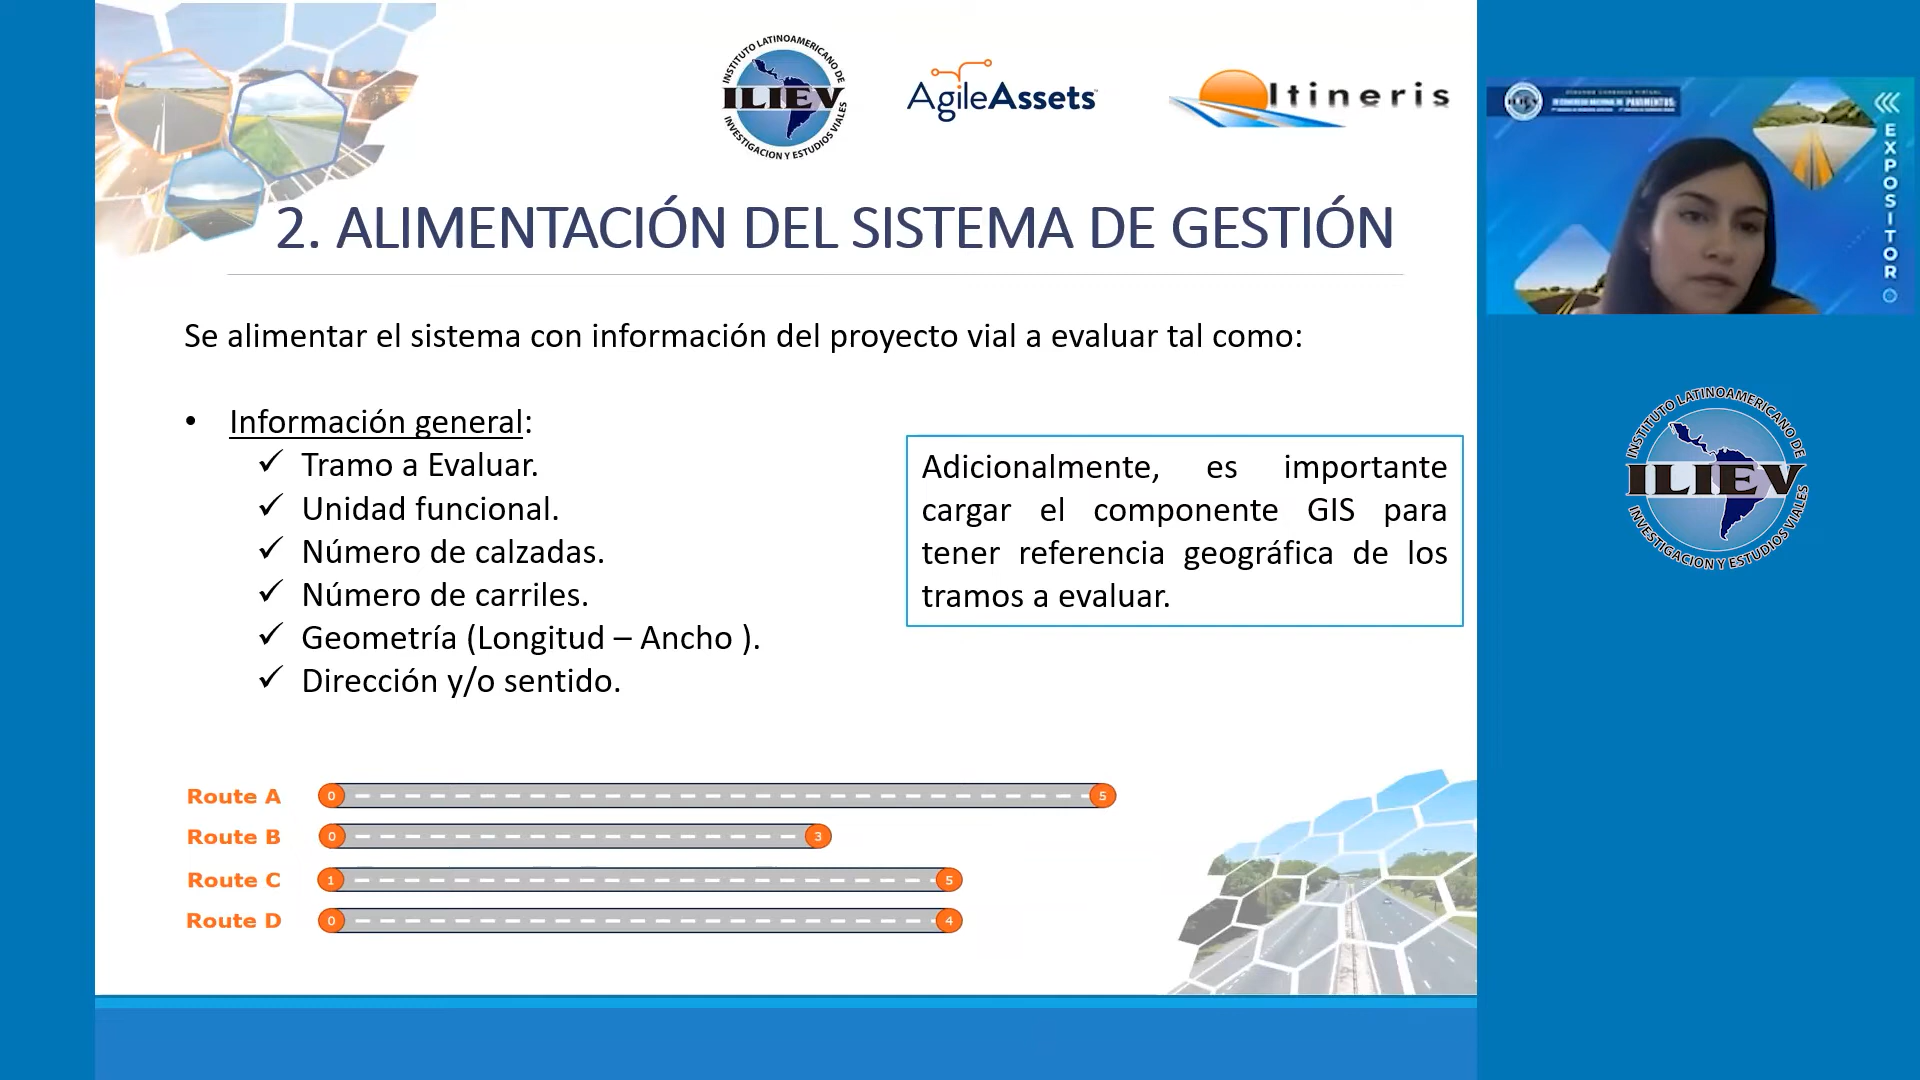 INSTITUTO LATINOAMERICANO DE
ILIEV
INVESTIGACION Y ESTUDIOS VIALES
AgileAssets
Itineris
2. ALIMENTACIÓN DEL SISTEMA DE GESTIÓN
Se alimentar el sistema con información del proyecto vial a evaluar tal como:
• Información general:
✓ Tramo a Evaluar.
✓ Unidad funcional.
✓ Número de calzadas.
✓ Número de carriles.
✓ Geometría (Longitud – Ancho ).
✓ Dirección y/o sentido.
Adicionalmente, es importante
cargar el componente GIS para
tener referencia geográfica de los
tramos a evaluar.
Route A 0 5
Route B 0 3
Route C 1 5
Route D 0 4
EXPOSITOR
INSTITUTO LATINOAMERICANO DE
ILIEV
INVESTIGACION Y ESTUDIOS VIALES